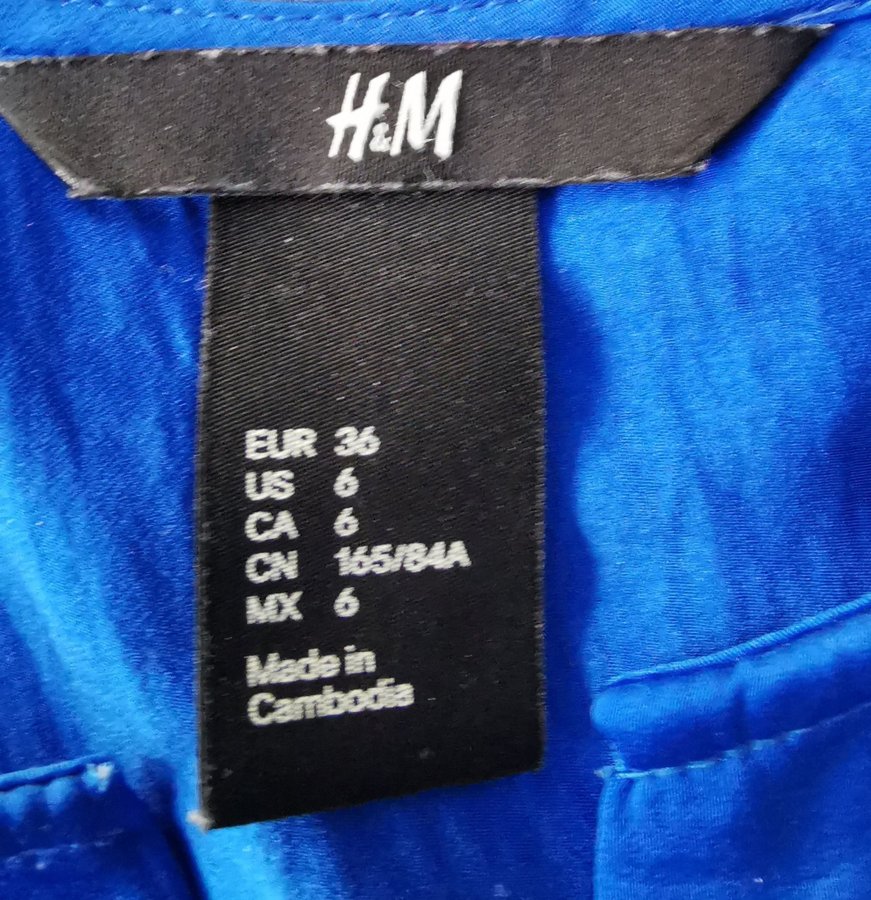 H&M
EUR 36
US 6
CA 6
CN 165/84A
MX 6
Made in
Cambodia